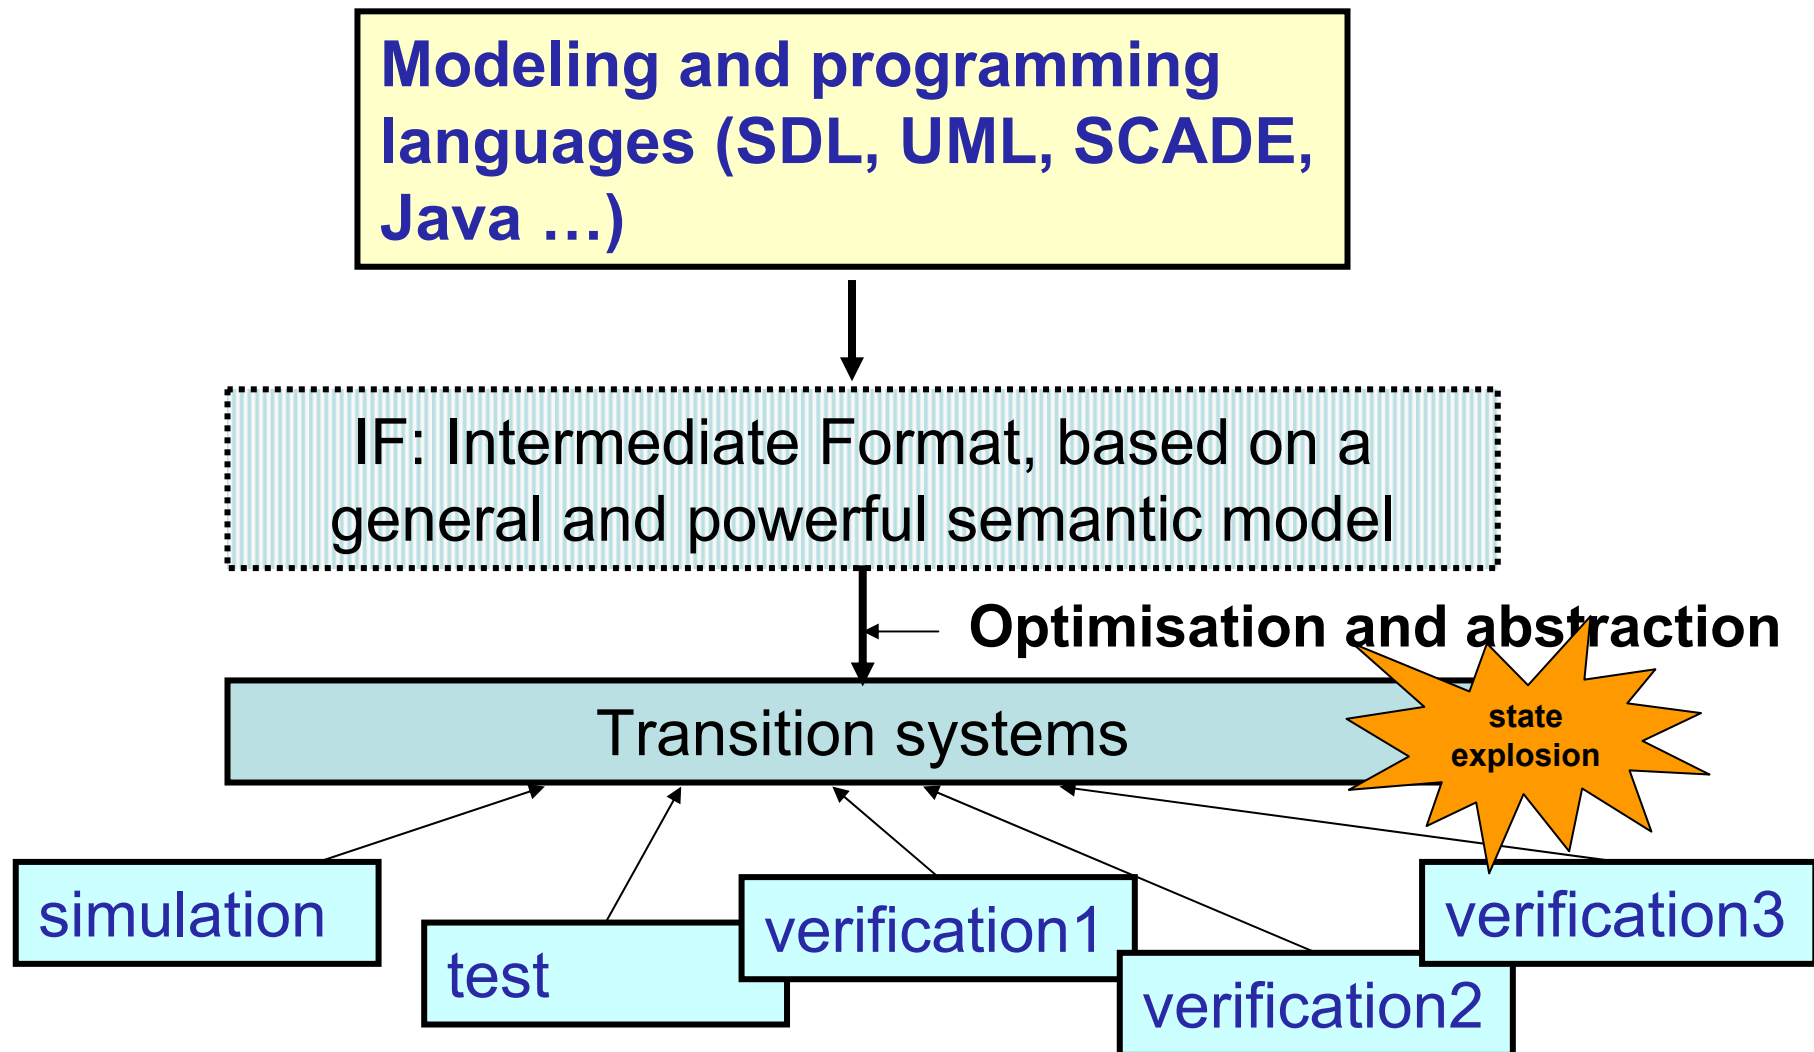 Modeling and programming
languages (SDL, UML, SCADE,
Java …)
IF: Intermediate Format, based on a
general and powerful semantic model
Optimisation and abstraction
Transition systems
state
explosion
simulation
test
verification1
verification2
verification3